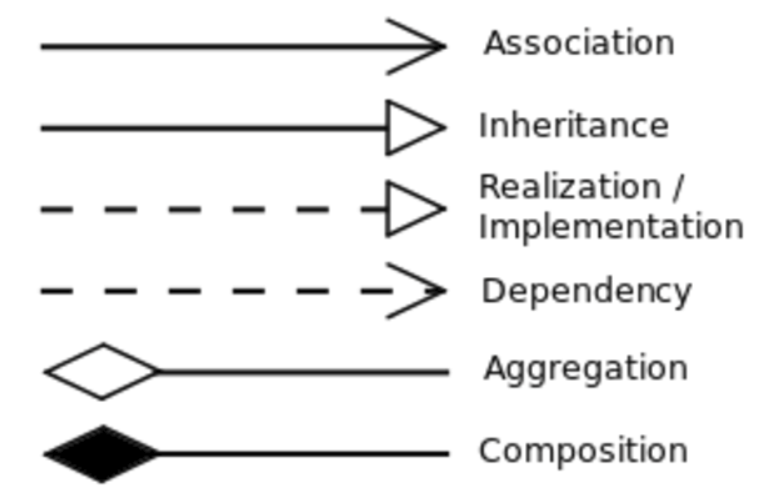 Association
Inheritance
Realization /
Implementation
Dependency
Aggregation
Composition